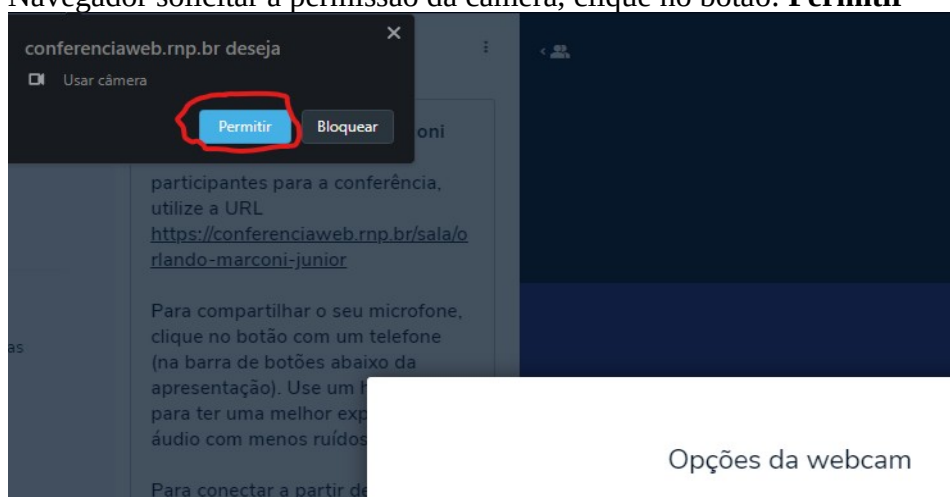 Navegador solicitar a permissão da câmera, clique no botão: Permitir
conferenciaweb.rnp.br deseja
Usar câmera
Permitir
Bloquear
oni
participantes para a conferência,
utilize a URL
https://conferenciaweb.rnp.br/sala/o
rlando-marconi-junior
Para compartilhar o seu microfone,
clique no botão com um telefone
(na barra de botões abaixo da
apresentação). Use um
para ter uma melhor exp
áudio com menos ruídos
Para conectar a partir de
as
Opções da webcam